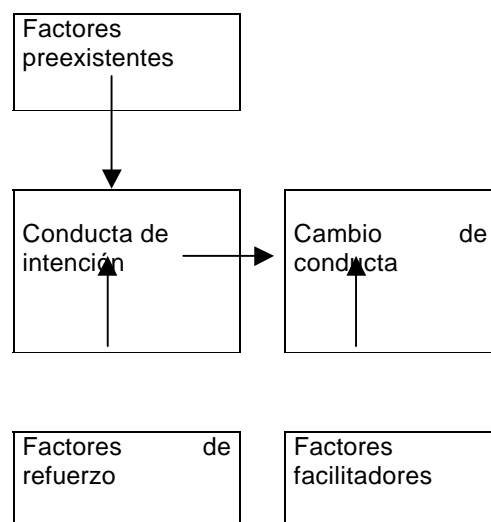 Factores
preexistentes
Conducta de
intención
Cambio de
conducta
Factores de
refuerzo
Factores
facilitadores